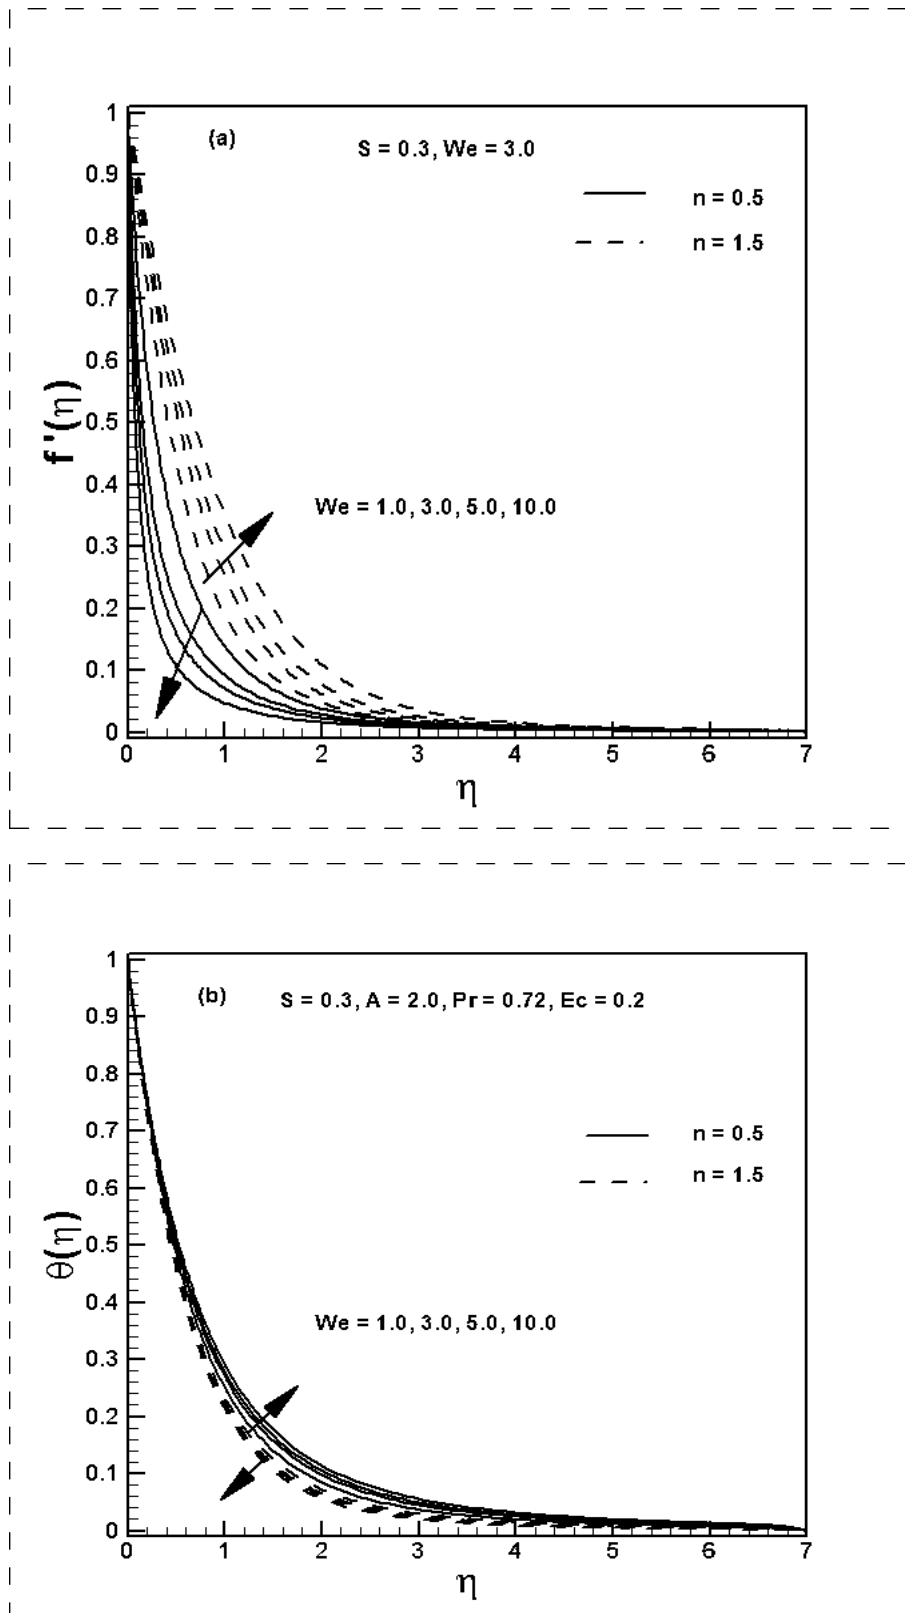 1
(a)
S = 0.3, We = 3.0
0.9
n = 0.5
0.8
n = 1.5
0.7
0.6
f'(η)
0.5
We = 1.0, 3.0, 5.0, 10.0
0.4
0.3
0.2
0.1
0
0 1 2 3 4 5 6 7
η
1
(b)
S = 0.3, A = 2.0, Pr = 0.72, Ec = 0.2
0.9
0.8
n = 0.5
0.7
n = 1.5
0.6
θ(η)
0.5
0.4
We = 1.0, 3.0, 5.0, 10.0
0.3
0.2
0.1
0
0 1 2 3 4 5 6 7
η